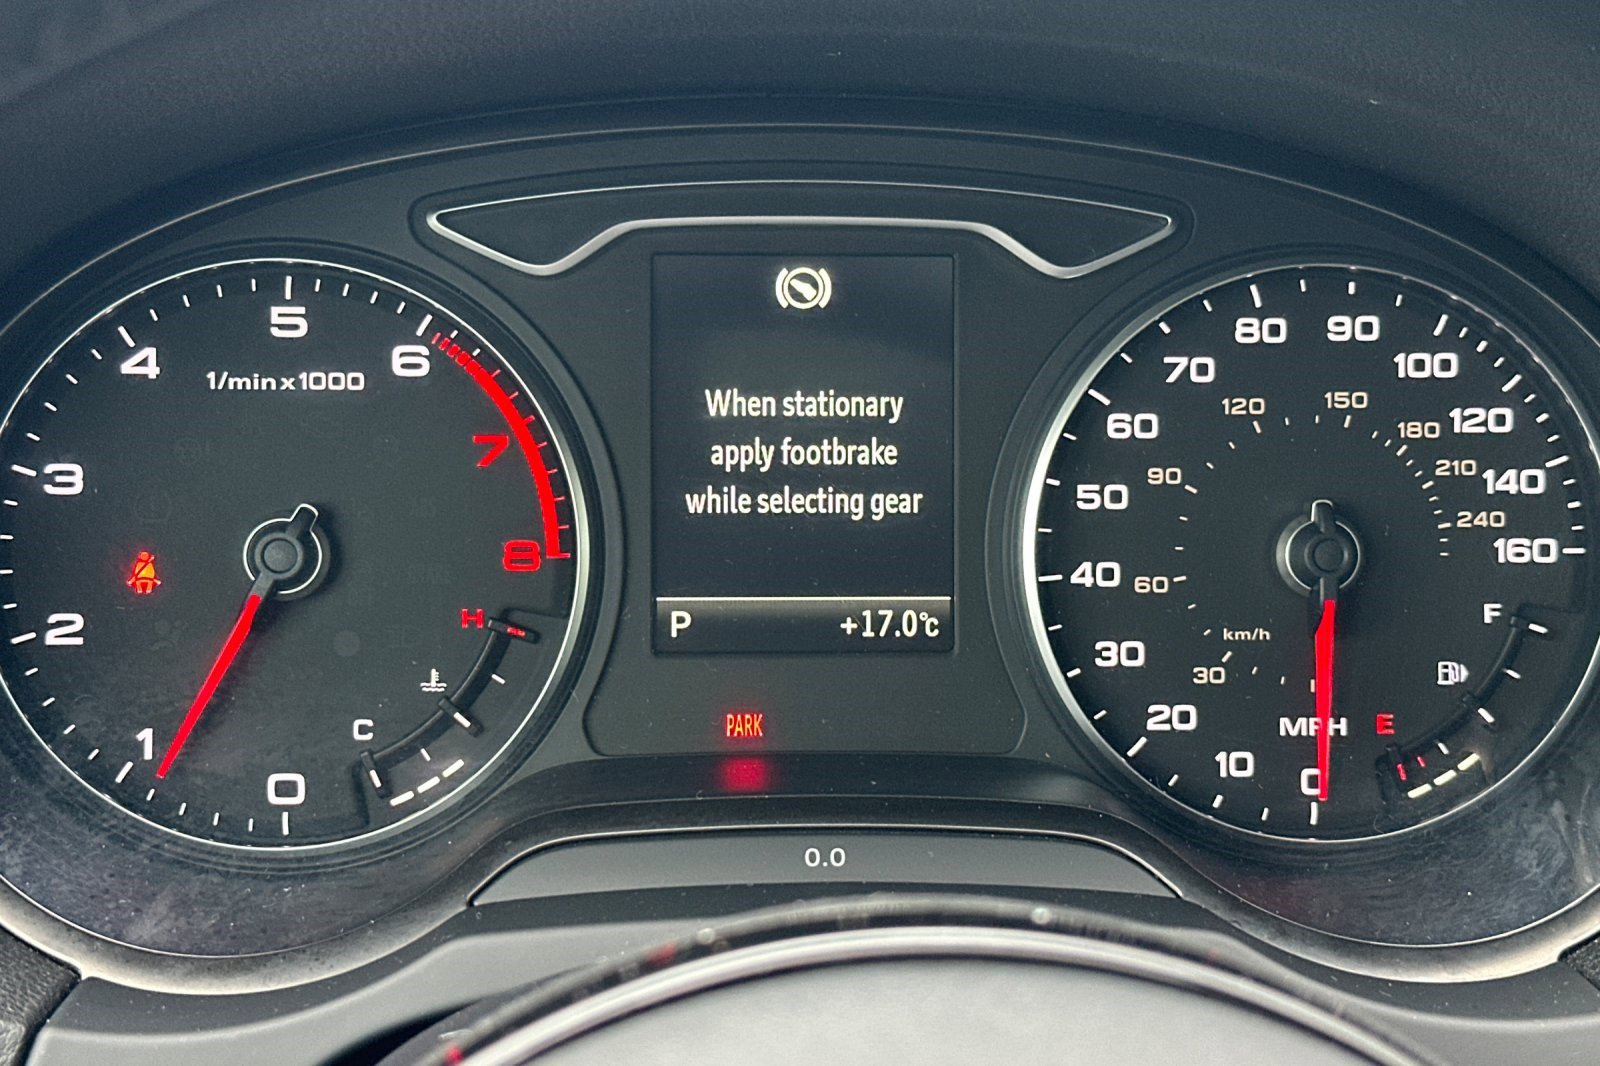 5
4
6
1/min x 1000
7
3
8
2
H
C
1
0
When stationary
apply footbrake
while selecting gear
P +17.0°C
PARK
0.0
80 90
70 100
120 150
60 180 120
90 210 140
50 240
160
40 60
F
30 km/h
30
20 MPH E
10 0